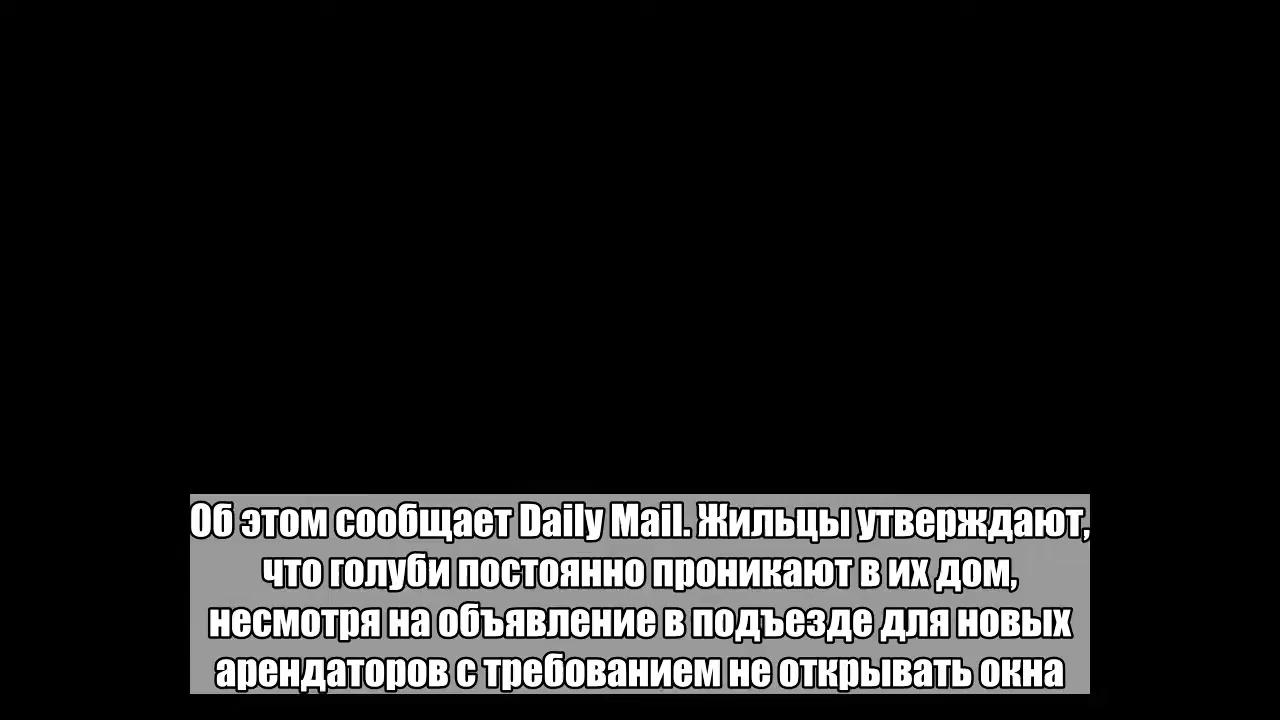 Об этом сообщает Daily Mail. Жильцы утверждают,
что голуби постоянно проникают в их дом,
несмотря на объявление в подъезде для новых
арендаторов с требованием не открывать окна